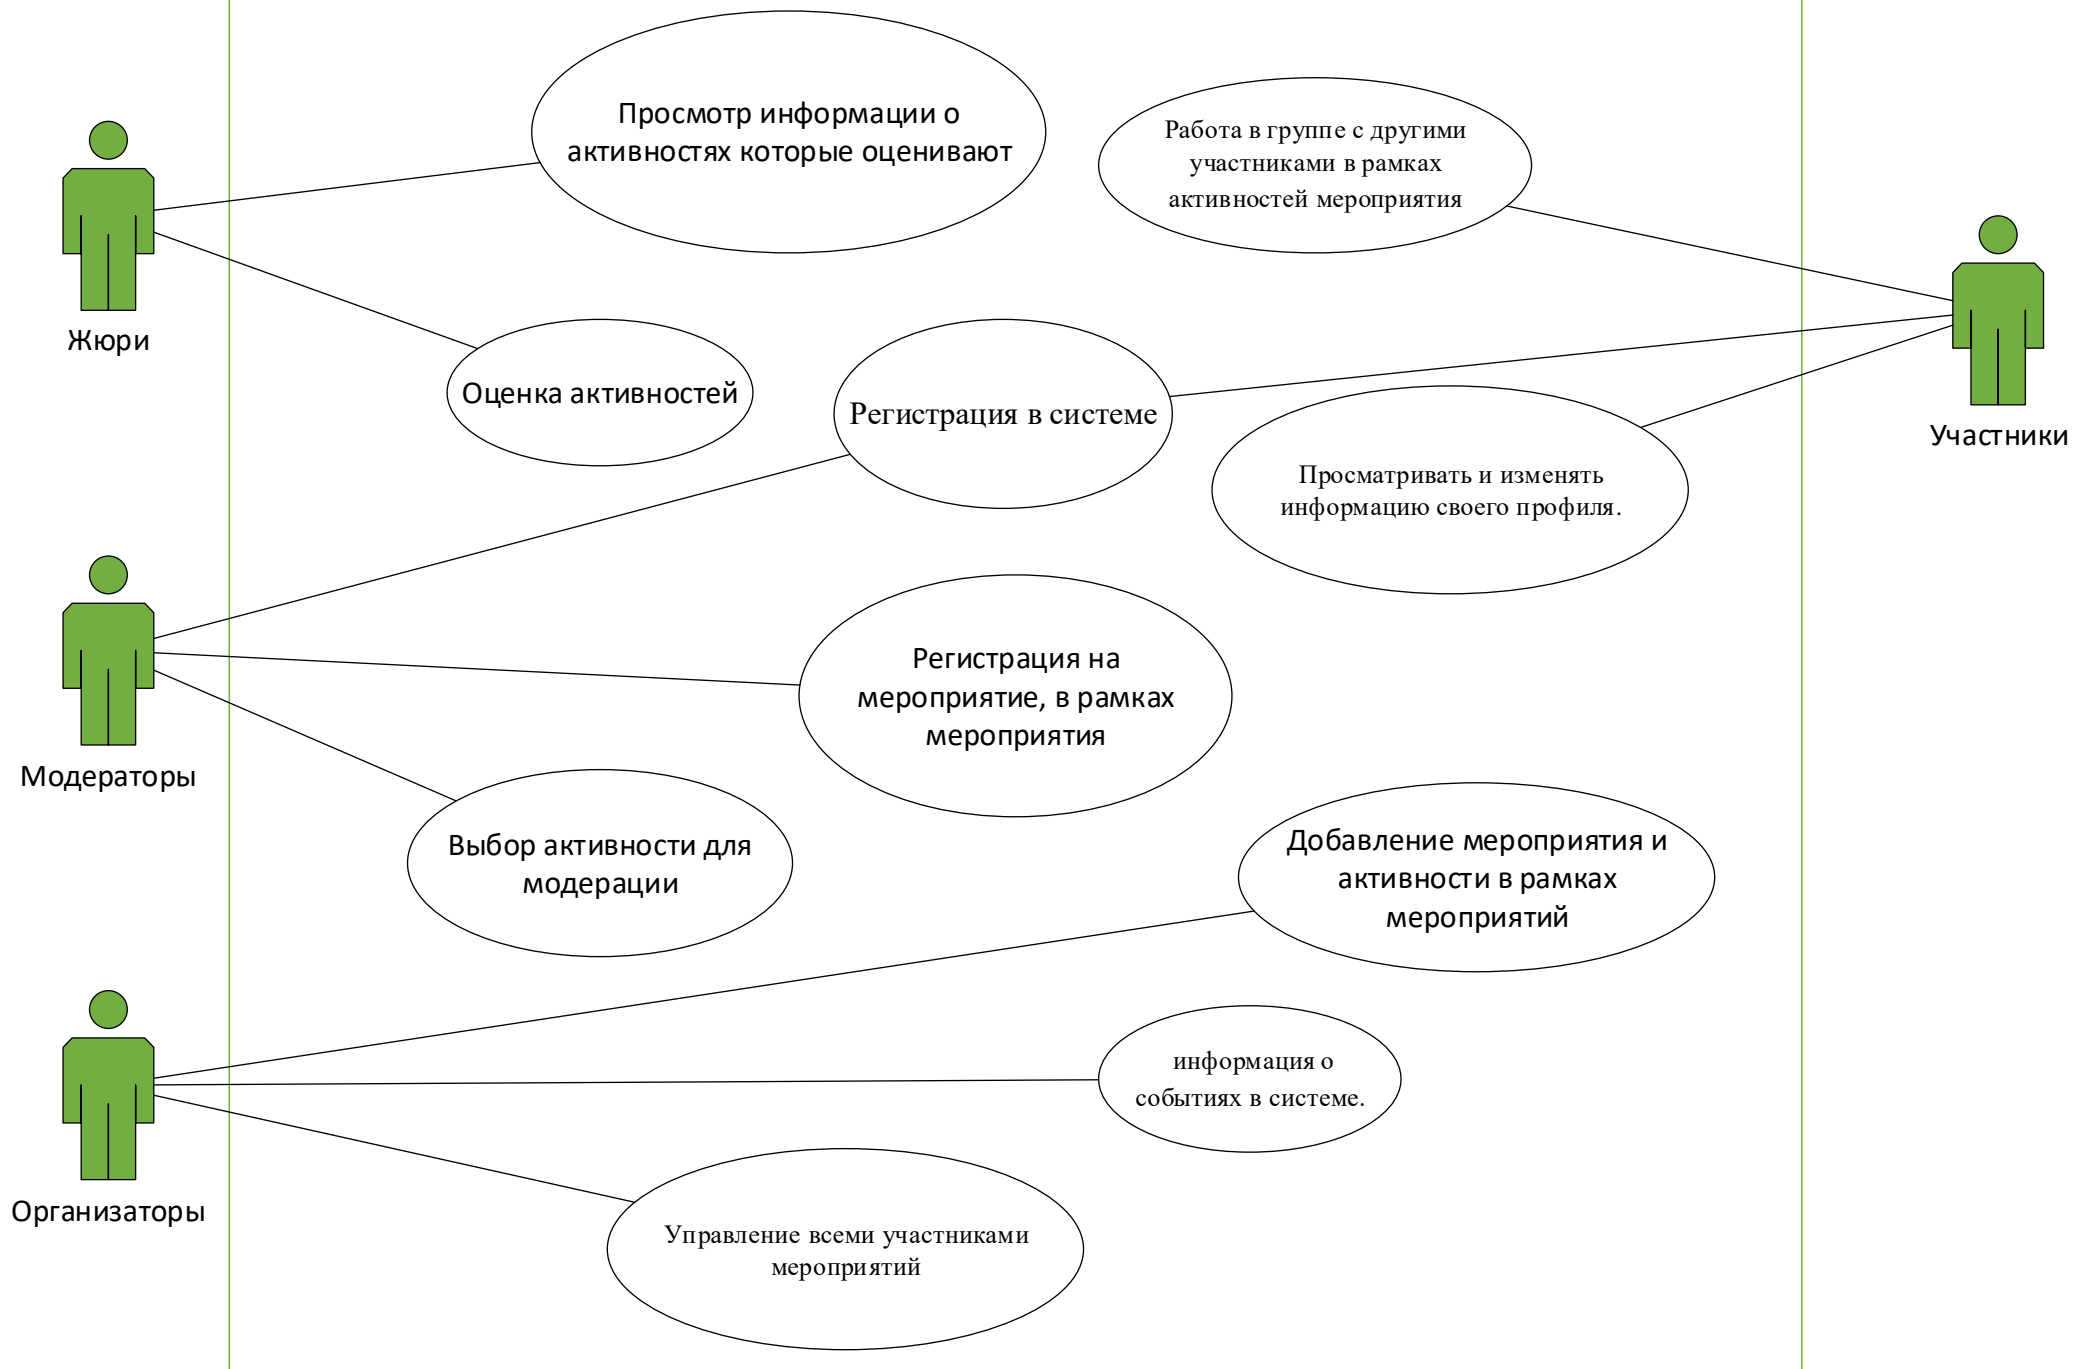 Просмотр информации о
активностях которые оценивают
Работа в группе с другими
участниками в рамках
активностей мероприятия
Жюри
Оценка активностей
Регистрация в системе
Участники
Просматривать и изменять
информацию своего профиля.
Регистрация на
мероприятие, в рамках
мероприятия
Модераторы
Выбор активности для
модерации
Добавление мероприятия и
активности в рамках
мероприятий
информация о
событиях в системе.
Организаторы
Управление всеми участниками
мероприятий